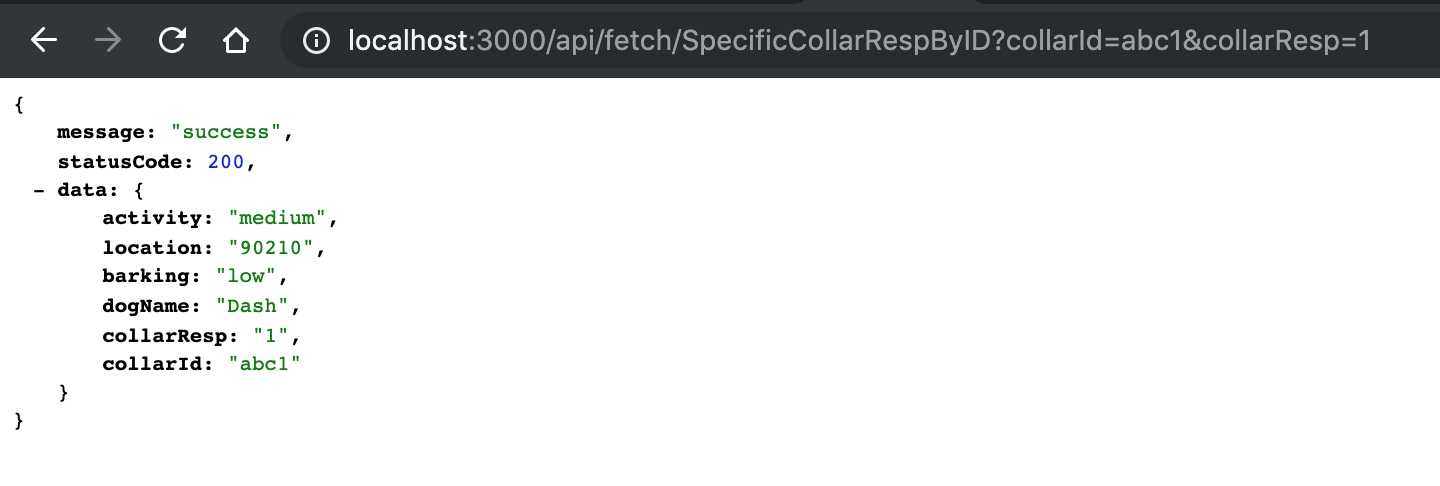 localhost:3000/api/fetch/SpecificCollarRespByID?collarId=abc1&collarResp=1
{
message: "success",
statusCode: 200,
- data: {
activity: "medium",
location: "90210",
barking: "low",
dogName: "Dash",
collarResp: "1",
collarId: "abc1"
}
}